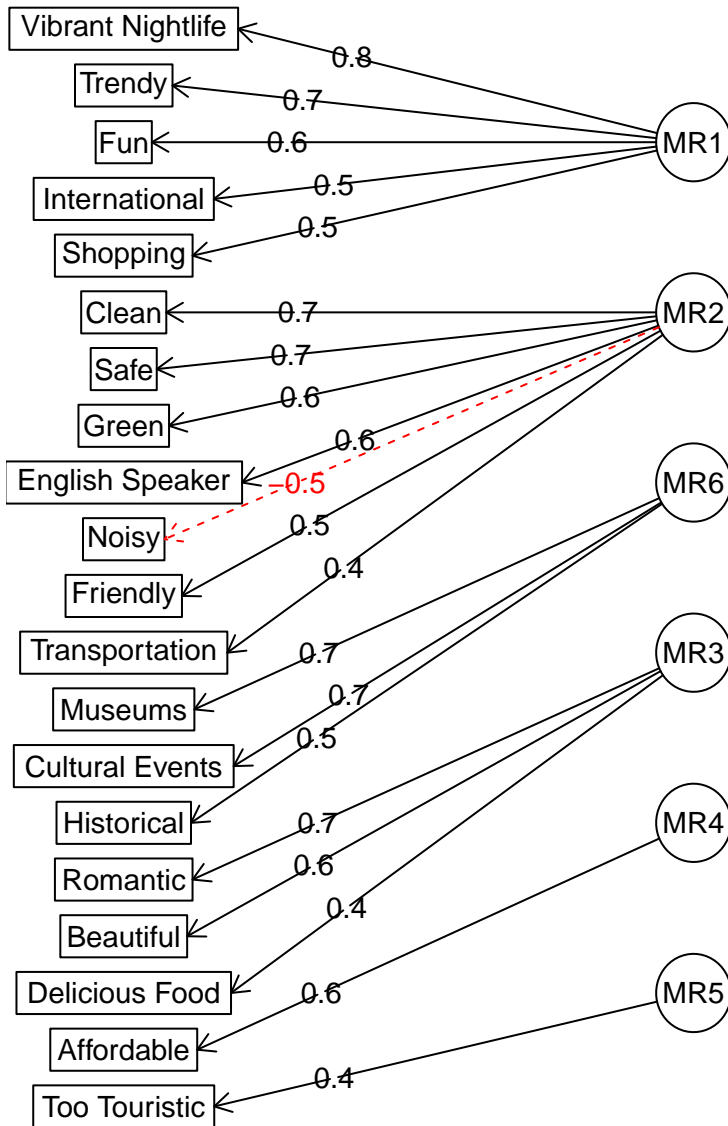 Vibrant Nightlife
0.8
Trendy
0.7
Fun
0.6
MR1
International
0.5
Shopping
0.5
Clean
0.7
MR2
Safe
0.7
Green
0.6
English Speaker
0.6
−0.5
MR6
Noisy
0.5
Friendly
0.4
Transportation
0.7
MR3
Museums
0.7
Cultural Events
0.5
Historical
0.7
MR4
Romantic
0.6
Beautiful
0.4
Delicious Food
0.6
MR5
Affordable
0.4
Too Touristic